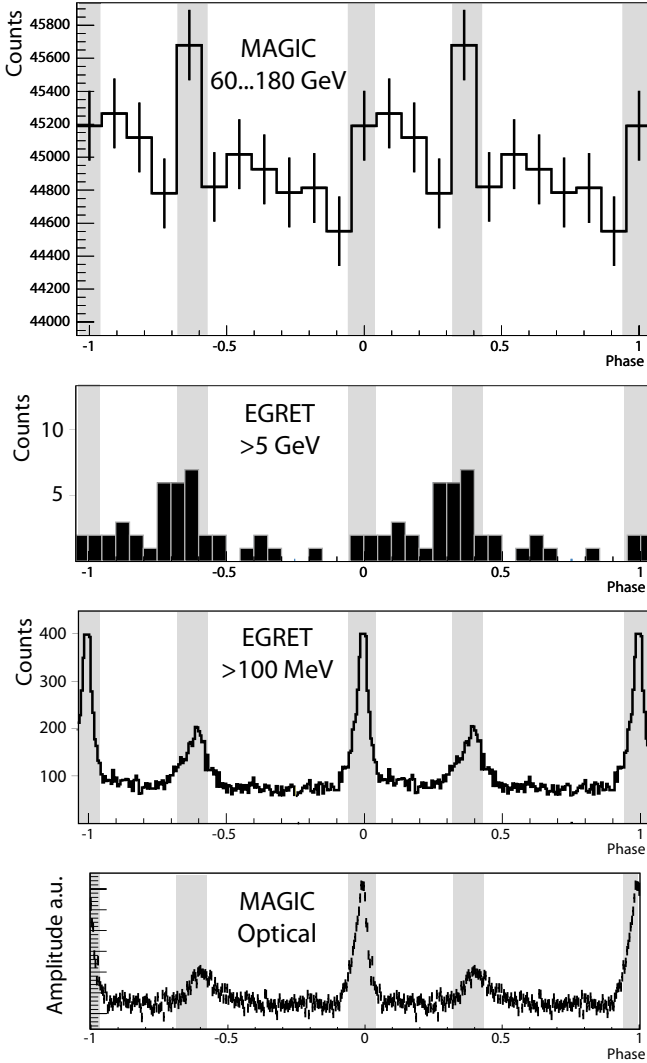 Counts
MAGIC
60...180 GeV
45800
45600
45400
45200
45000
44800
44600
44400
44200
44000
-1
-0.5
0
0.5
1
Phase
Counts
EGRET
>5 GeV
10
5
-1
-0.5
0
0.5
1
Phase
Counts
EGRET
>100 MeV
400
300
200
100
-1
-0.5
0
0.5
1
Phase
Amplitude a.u.
MAGIC
Optical
-1
-0.5
0
0.5
1
Phase